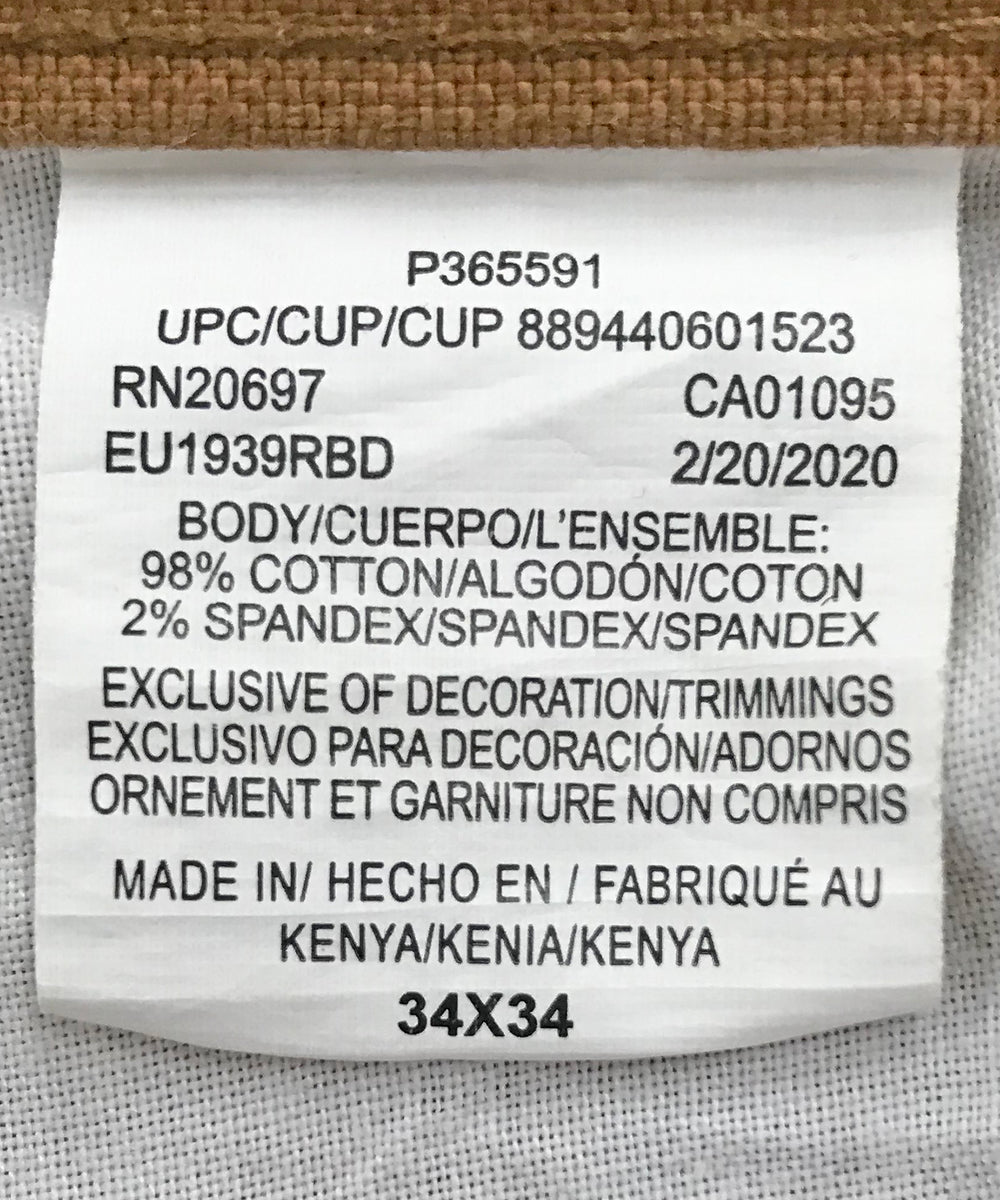 P365591
UPC/CUP/CUP 889440601523
RN20697 CA01095
EU1939RBD 2/20/2020
BODY/CUERPO/L'ENSEMBLE:
98% COTTON/ALGODÓN/COTON
2% SPANDEX/SPANDEX/SPANDEX
EXCLUSIVE OF DECORATION/TRIMMINGS
EXCLUSIVO PARA DECORACIÓN/ADORNOS
ORNEMENT ET GARNITURE NON COMPRIS
MADE IN/ HECHO EN / FABRIQUÉ AU
KENYA/KENIA/KENYA
34X34